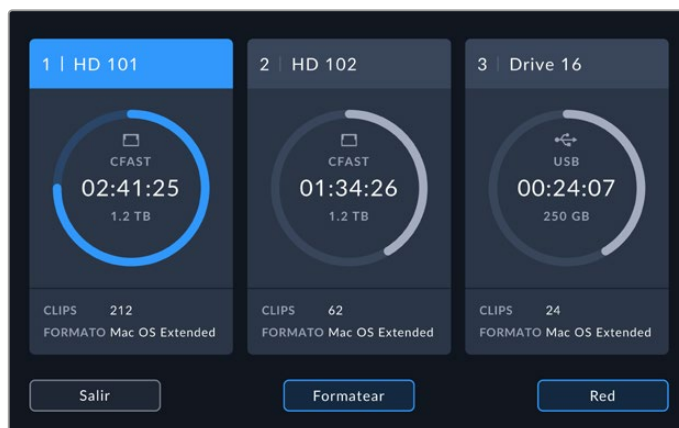 1 | HD 101
CFAST
02:41:25
1.2 TB
CLIPS 212
FORMATO Mac OS Extended
2 | HD 102
CFAST
01:34:26
1.2 TB
CLIPS 62
FORMATO Mac OS Extended
3 | Drive 16
USB
00:24:07
250 GB
CLIPS 24
FORMATO Mac OS Extended
Salir
Formatear
Red